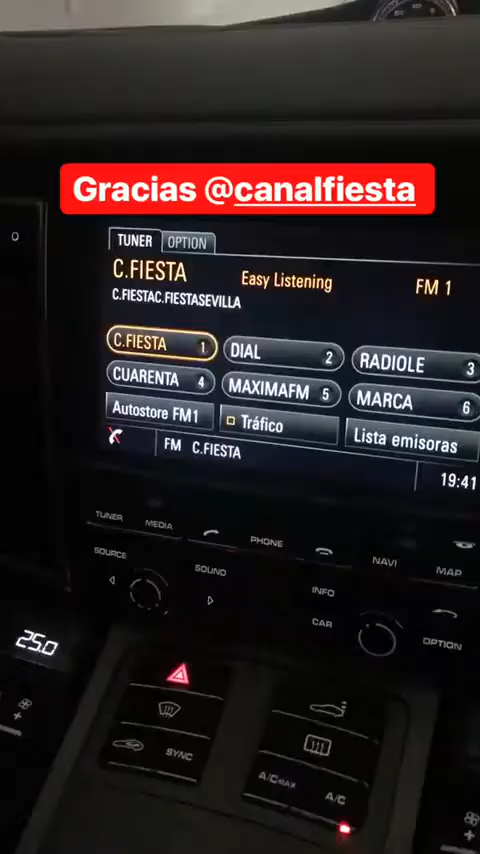 Gracias @canalfiesta
TUNER OPTION
C.FIESTA Easy Listening FM 1
C.FIESTAC.FIESTASEVILLA
C.FIESTA 1 DIAL 2 RADIOLE 3
CUARENTA 4 MAXIMAFM 5 MARCA 6
Autostore FM1 Tráfico Lista emisoras
FM C.FIESTA
19:41
TUNER MEDIA PHONE NAVI MAP
SOURCE SOUND INFO
CAR OPTION
25.0
SYNC
A/C MAX A/C